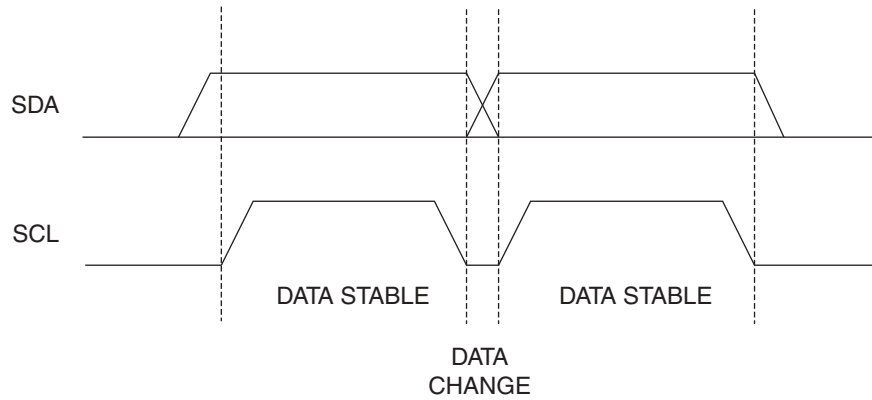 SDA
SCL
DATA STABLE
DATA STABLE
DATA
CHANGE